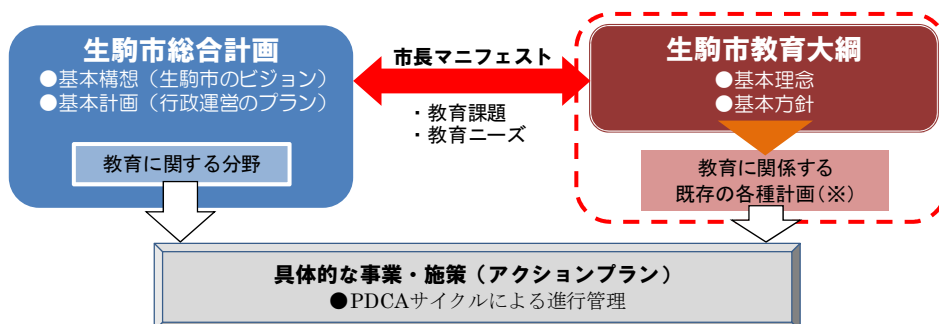 生駒市総合計画
●基本構想（生駒市のビジョン）
●基本計画（行政運営のプラン）
教育に関する分野
市長マニフェスト
・教育課題
・教育ニーズ
生駒市教育大綱
●基本理念
●基本方針
教育に関係する
既存の各種計画(※)
具体的な事業・施策（アクションプラン）
●PDCAサイクルによる進行管理